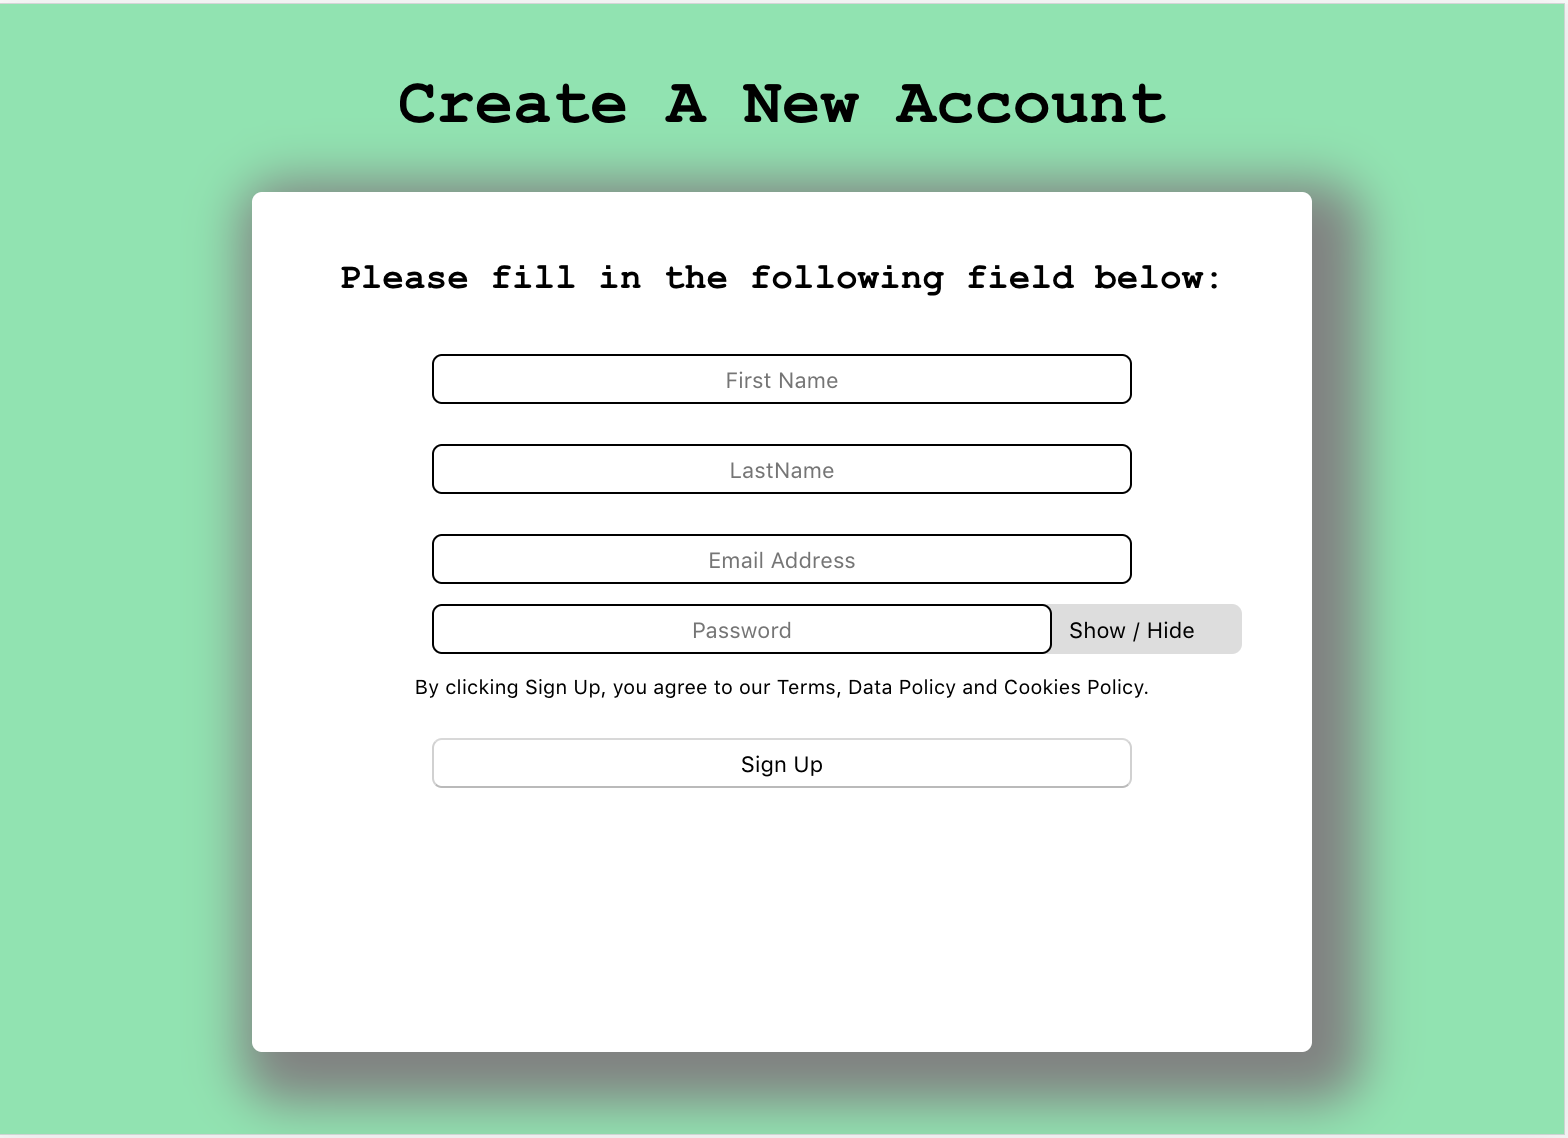 Create A New Account
Please fill in the following field below:
First Name
LastName
Email Address
Password
Show / Hide
By clicking Sign Up, you agree to our Terms, Data Policy and Cookies Policy.
Sign Up